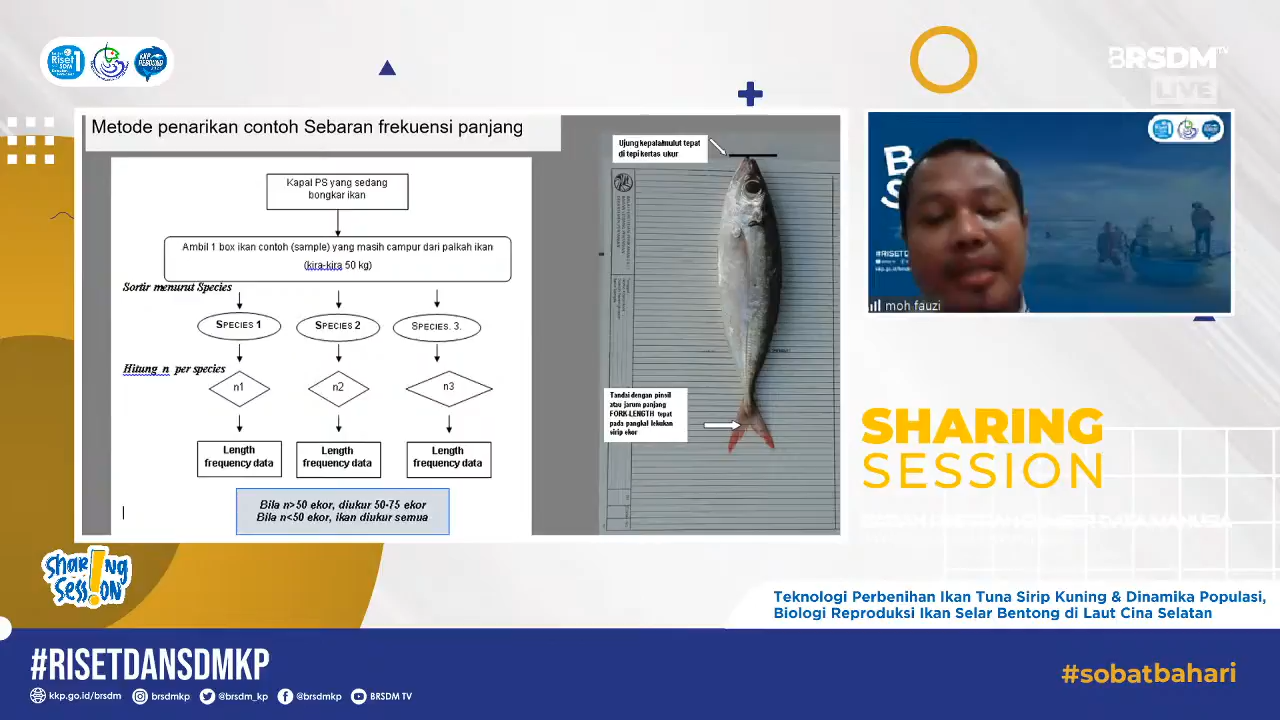 BRSDM TV
LIVE
Metode penarikan contoh Sebaran frekuensi panjang
Kapal PS yang sedang
bongkar ikan
Ambil 1 box ikan contoh (sample) yang masih campur dari palkah ikan
(kira-kira 50 kg)
Sortir menurut Species
SPECIES 1
SPECIES 2
SPECIES. 3.
Hitung n per species
n1
n2
n3
Length
frequency data
Length
frequency data
Length
frequency data
Bila n>50 ekor, diukur 50-75 ekor
Bila n<50 ekor, ikan diukur semua
Ujung kepala/mulut tepat
di tepi kertas ukur
Tandai dengan pinsil
atau jarum panjang
FORK-LENGTH tepat
pada pangkal lekukan
sirip ekor
moh fauzi
SHARING
SESSION
Sharing
Session
Teknologi Perbenihan Ikan Tuna Sirip Kuning & Dinamika Populasi,
Biologi Reproduksi Ikan Selar Bentong di Laut Cina Selatan
#RISETDANSDMKP
kkp.go.id/brsdm
brsdmkp
@brsdm_kp
@brsdmkp
BRSDM TV
#sobatbahari